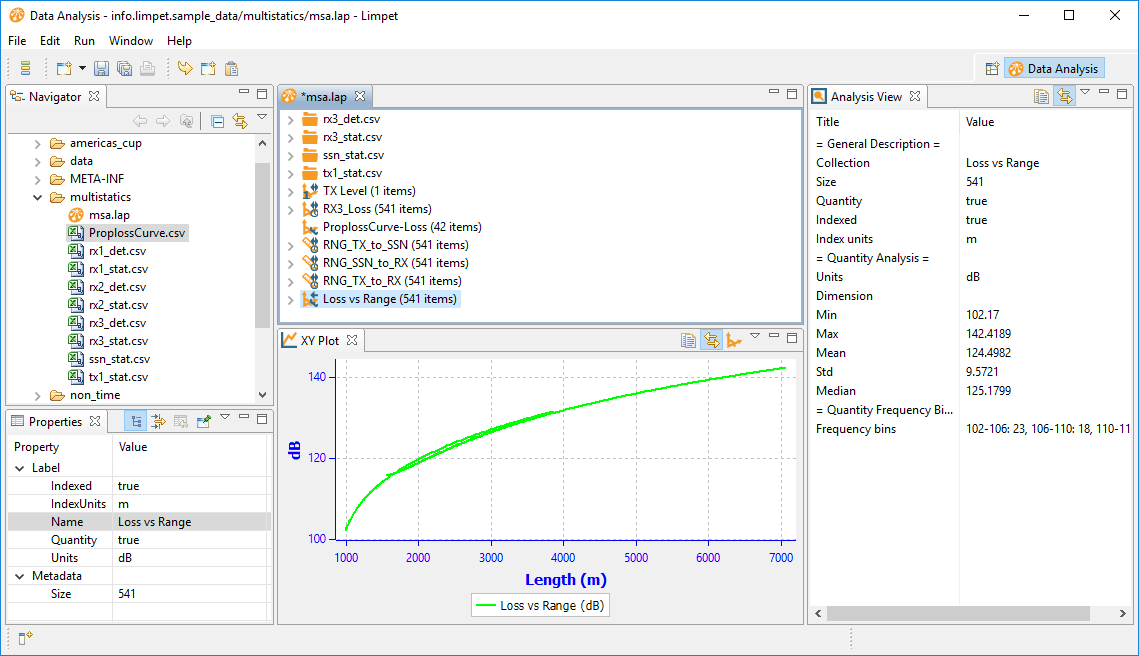 Data Analysis - info.limpet.sample_data/multistatics/msa.lap - Limpet
File Edit Run Window Help
Data Analysis
Navigator
americas_cup
data
META-INF
multistatics
msa.lap
ProplossCurve.csv
rx1_det.csv
rx1_stat.csv
rx2_det.csv
rx2_stat.csv
rx3_det.csv
rx3_stat.csv
ssn_stat.csv
tx1_stat.csv
non_time
Properties
Property Value
Label
Indexed true
IndexUnits m
Name Loss vs Range
Quantity true
Units dB
Metadata
Size 541
*msa.lap
rx3_det.csv
rx3_stat.csv
ssn_stat.csv
tx1_stat.csv
TX Level (1 items)
RX3_Loss (541 items)
ProplossCurve-Loss (42 items)
RNG_TX_to_SSN (541 items)
RNG_SSN_to_RX (541 items)
RNG_TX_to_RX (541 items)
Loss vs Range (541 items)
XY Plot
140
120
100
dB
1000 2000 3000 4000 5000 6000 7000
Length (m)
Loss vs Range (dB)
Analysis View
Title Value
= General Description =
Collection Loss vs Range
Size 541
Quantity true
Indexed true
Index units m
= Quantity Analysis =
Units dB
Dimension
Min 102.17
Max 142.4189
Mean 124.4982
Std 9.5721
Median 125.1799
= Quantity Frequency Bi...
Frequency bins 102-106: 23, 106-110: 18, 110-11